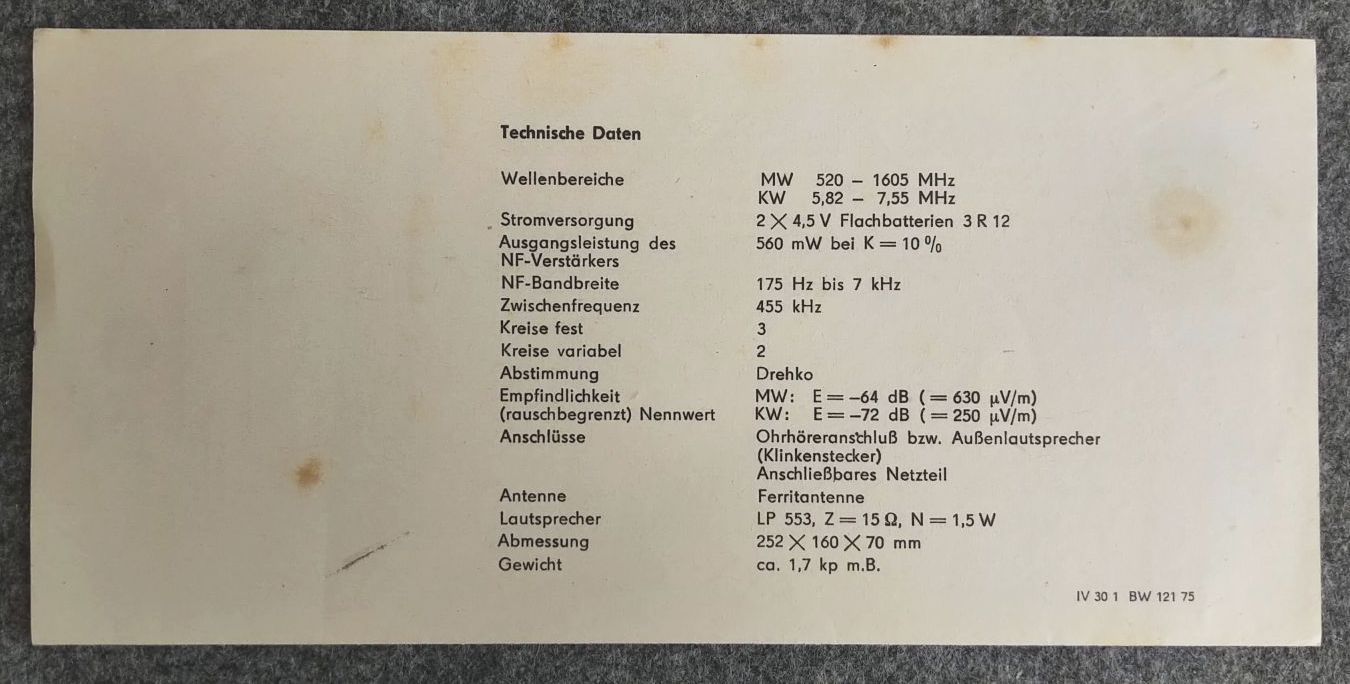 Technische Daten
Wellenbereiche MW 520 – 1605 MHz
KW 5,82 – 7,55 MHz
Stromversorgung 2 × 4,5 V Flachbatterien 3 R 12
Ausgangsleistung des 560 mW bei K = 10 %
NF-Verstärkers
NF-Bandbreite 175 Hz bis 7 kHz
Zwischenfrequenz 455 kHz
Kreise fest 3
Kreise variabel 2
Abstimmung Drehko
Empfindlichkeit MW: E = –64 dB (= 630 µV/m)
(rauschbegrenzt) Nennwert KW: E = –72 dB (= 250 µV/m)
Anschlüsse Ohrhöreranschluß bzw. Außenlautsprecher
(Klinkenstecker)
Anschließbares Netzteil
Antenne Ferritantenne
Lautsprecher LP 553, Z = 15 Ω, N = 1,5 W
Abmessung 252 × 160 × 70 mm
Gewicht ca. 1,7 kp m.B.
IV 30 1 BW 121 75